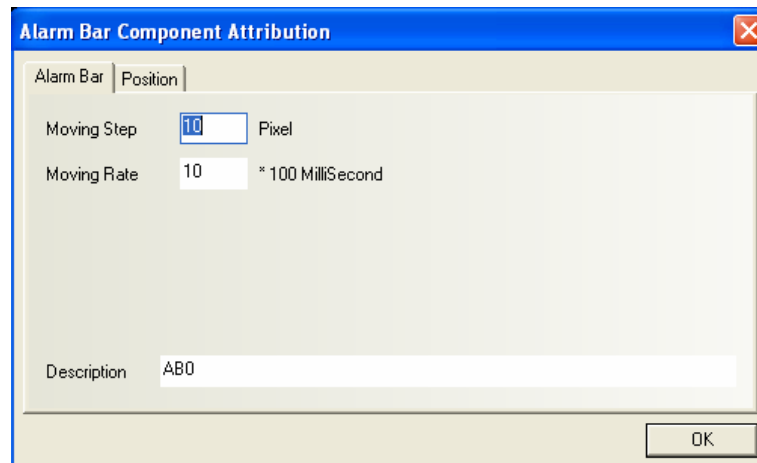 Alarm Bar Component Attribution
Alarm Bar Position
Moving Step 10 Pixel
Moving Rate 10 * 100 MilliSecond
Description AB0
OK